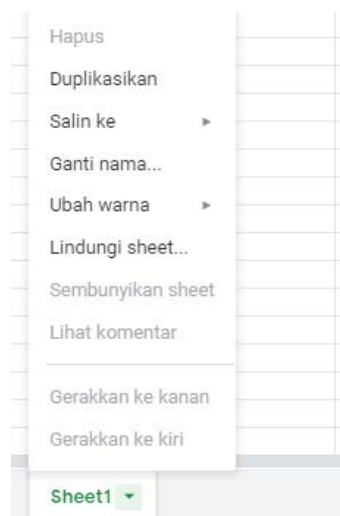 Hapus
Duplikasikan
Salin ke
Ganti nama...
Ubah warna
Lindungi sheet...
Sembunyikan sheet
Lihat komentar
Gerakkan ke kanan
Gerakkan ke kiri
Sheet1